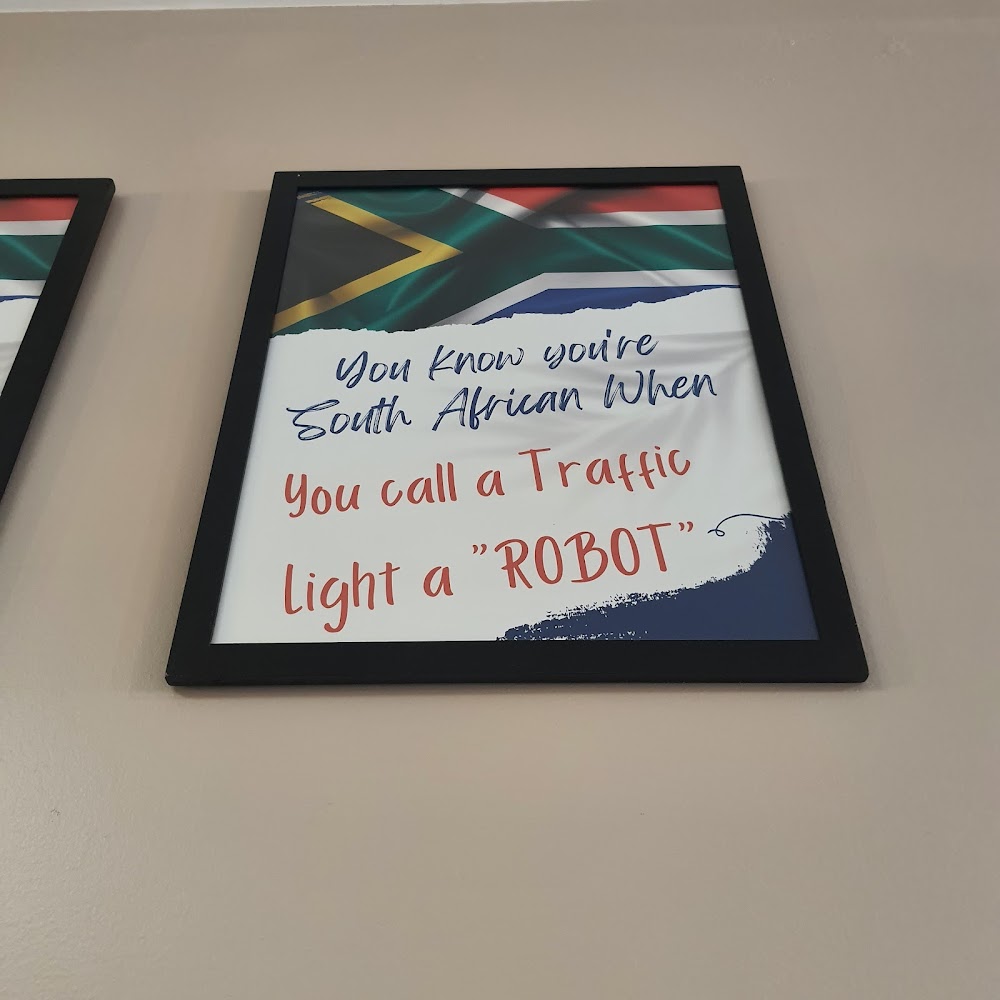 You Know you're
South African When
You call a Traffic
Light a "ROBOT"